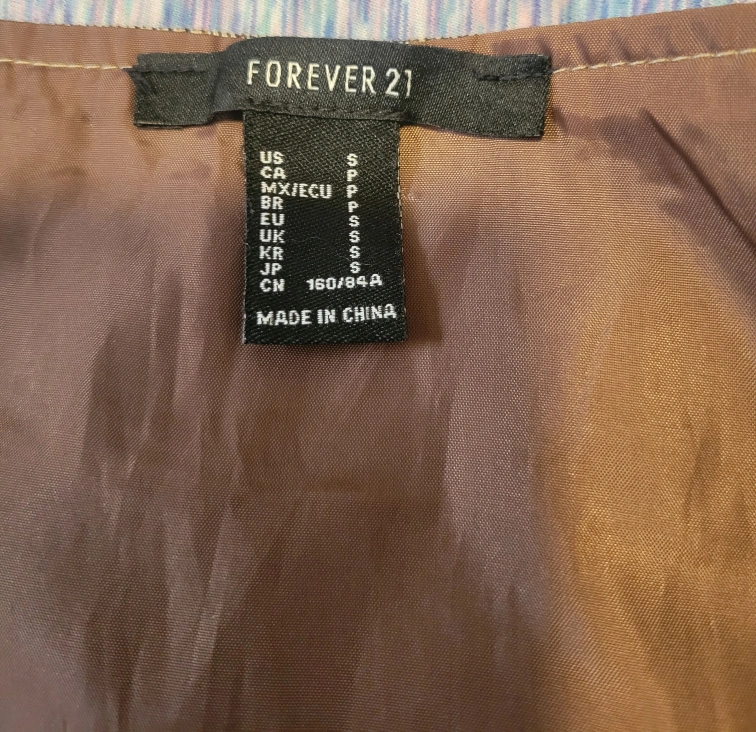 FOREVER 21
US S
CA P
MX/ECU P
BR P
EU S
UK S
KR S
JP S
CN 160/84A
MADE IN CHINA